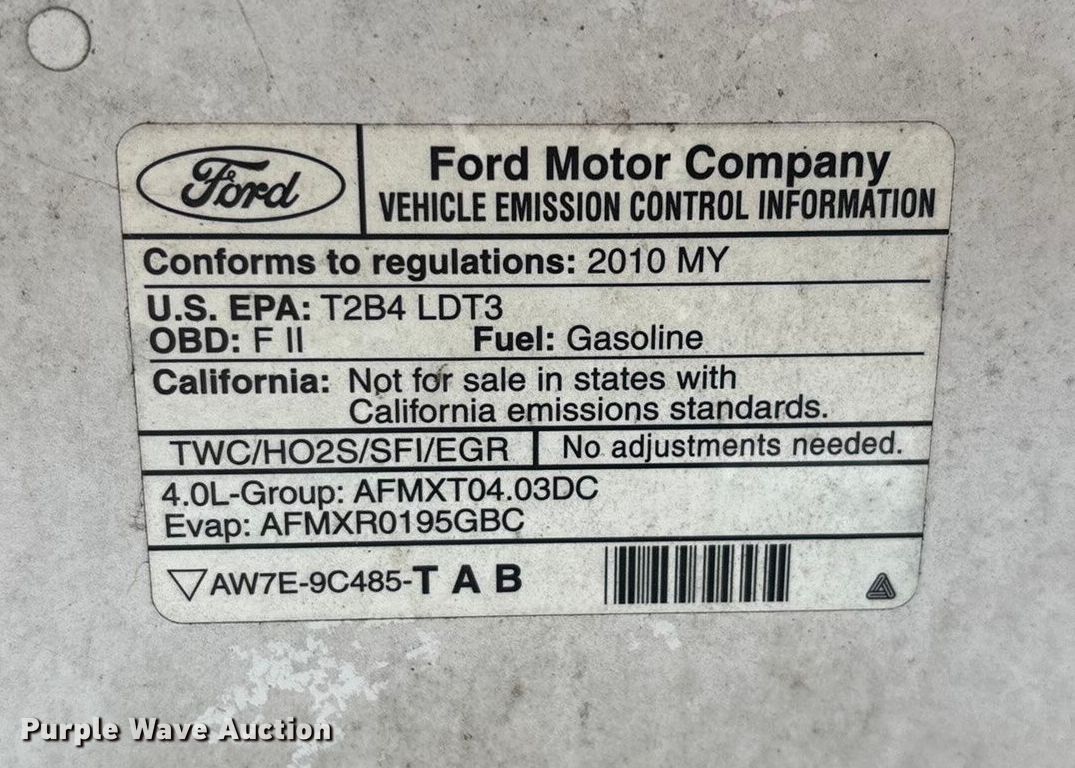 Ford
Ford Motor Company
VEHICLE EMISSION CONTROL INFORMATION
Conforms to regulations: 2010 MY
U.S. EPA: T2B4 LDT3
OBD: F II Fuel: Gasoline
California: Not for sale in states with
California emissions standards.
TWC/HO2S/SFI/EGR No adjustments needed.
4.0L-Group: AFMXT04.03DC
Evap: AFMXR0195GBC
AW7E-9C485-T A B
Purple Wave Auction